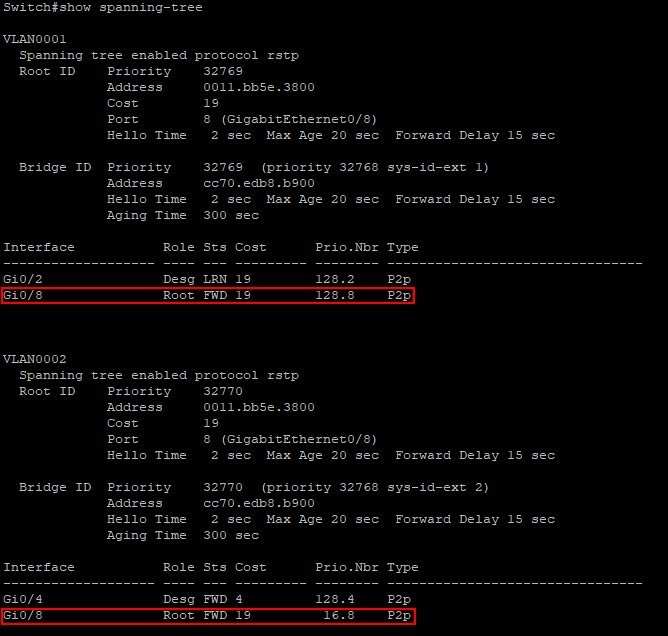 Switch#show spanning-tree
VLAN0001
  Spanning tree enabled protocol rstp
  Root ID    Priority    32769
             Address     0011.bb5e.3800
             Cost        19
             Port        8 (GigabitEthernet0/8)
             Hello Time   2 sec  Max Age 20 sec  Forward Delay 15 sec
  Bridge ID  Priority    32769  (priority 32768 sys-id-ext 1)
             Address     cc70.edb8.b900
             Hello Time   2 sec  Max Age 20 sec  Forward Delay 15 sec
             Aging Time  300 sec
Interface           Role Sts Cost      Prio.Nbr Type
------------------- ---- --- --------- -------- --------------------------------
Gi0/2               Desg LRN 19        128.2    P2p
Gi0/8               Root FWD 19        128.8    P2p
VLAN0002
  Spanning tree enabled protocol rstp
  Root ID    Priority    32770
             Address     0011.bb5e.3800
             Cost        19
             Port        8 (GigabitEthernet0/8)
             Hello Time   2 sec  Max Age 20 sec  Forward Delay 15 sec
  Bridge ID  Priority    32770  (priority 32768 sys-id-ext 2)
             Address     cc70.edb8.b900
             Hello Time   2 sec  Max Age 20 sec  Forward Delay 15 sec
             Aging Time  300 sec
Interface           Role Sts Cost      Prio.Nbr Type
------------------- ---- --- --------- -------- --------------------------------
Gi0/4               Desg FWD 4         128.4    P2p
Gi0/8               Root FWD 19         16.8    P2p